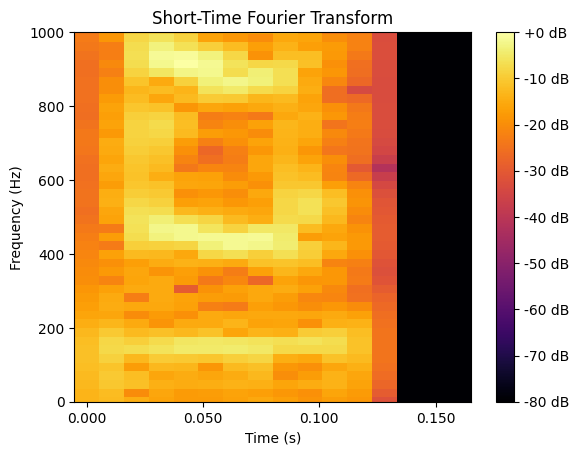 Short-Time Fourier Transform
1000
800
600
400
200
0
Frequency (Hz)
0.000
0.050
0.100
0.150
Time (s)
+0 dB
-10 dB
-20 dB
-30 dB
-40 dB
-50 dB
-60 dB
-70 dB
-80 dB